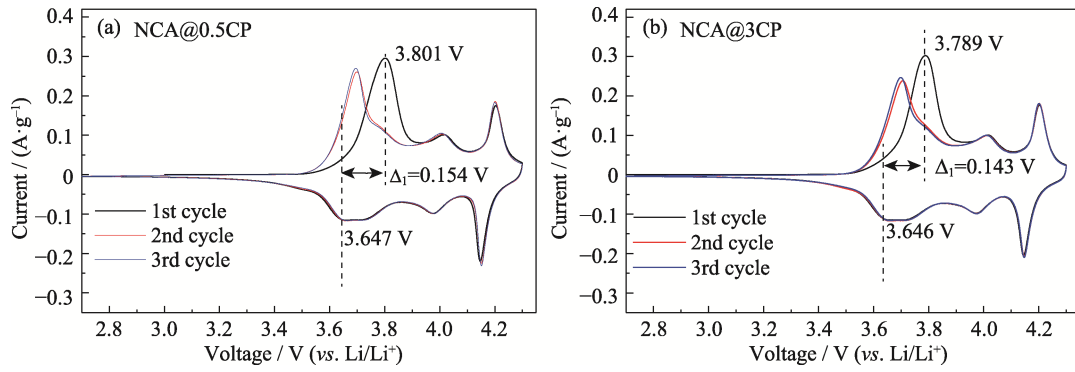 (a) NCA@0.5CP
3.801 V
Δ₁=0.154 V
3.647 V
1st cycle
2nd cycle
3rd cycle
0.4
0.3
0.2
0.1
0
−0.1
−0.2
−0.3
Current / (A·g⁻¹)
2.8 3.0 3.2 3.4 3.6 3.8 4.0 4.2
Voltage / V (vs. Li/Li⁺)
(b) NCA@3CP
3.789 V
Δ₁=0.143 V
3.646 V
1st cycle
2nd cycle
3rd cycle
0.4
0.3
0.2
0.1
0
−0.1
−0.2
−0.3
Current / (A·g⁻¹)
2.8 3.0 3.2 3.4 3.6 3.8 4.0 4.2
Voltage / V (vs. Li/Li⁺)